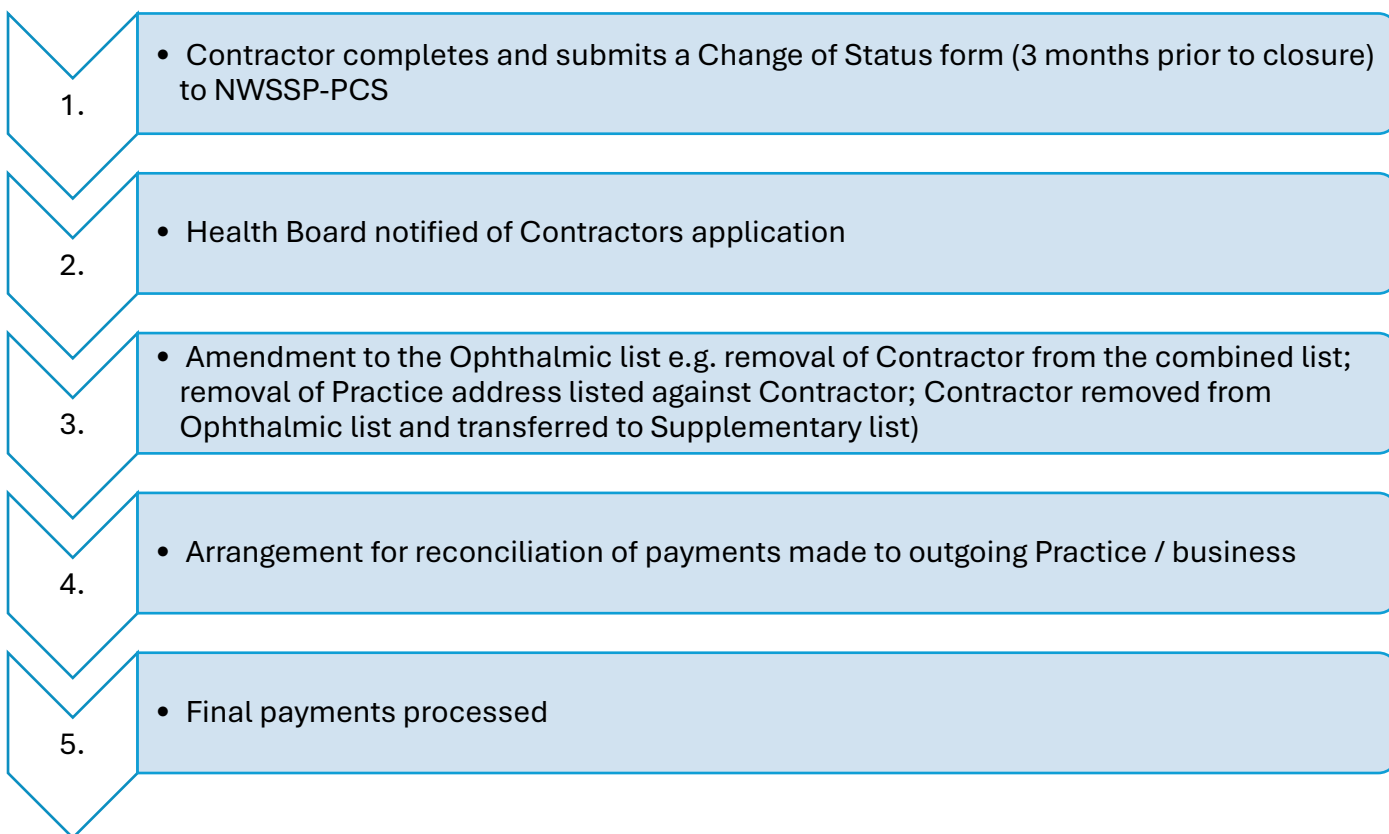 1.
• Contractor completes and submits a Change of Status form (3 months prior to closure)
to NWSSP-PCS
2.
• Health Board notified of Contractors application
3.
• Amendment to the Ophthalmic list e.g. removal of Contractor from the combined list;
removal of Practice address listed against Contractor; Contractor removed from
Ophthalmic list and transferred to Supplementary list)
4.
• Arrangement for reconciliation of payments made to outgoing Practice / business
5.
• Final payments processed